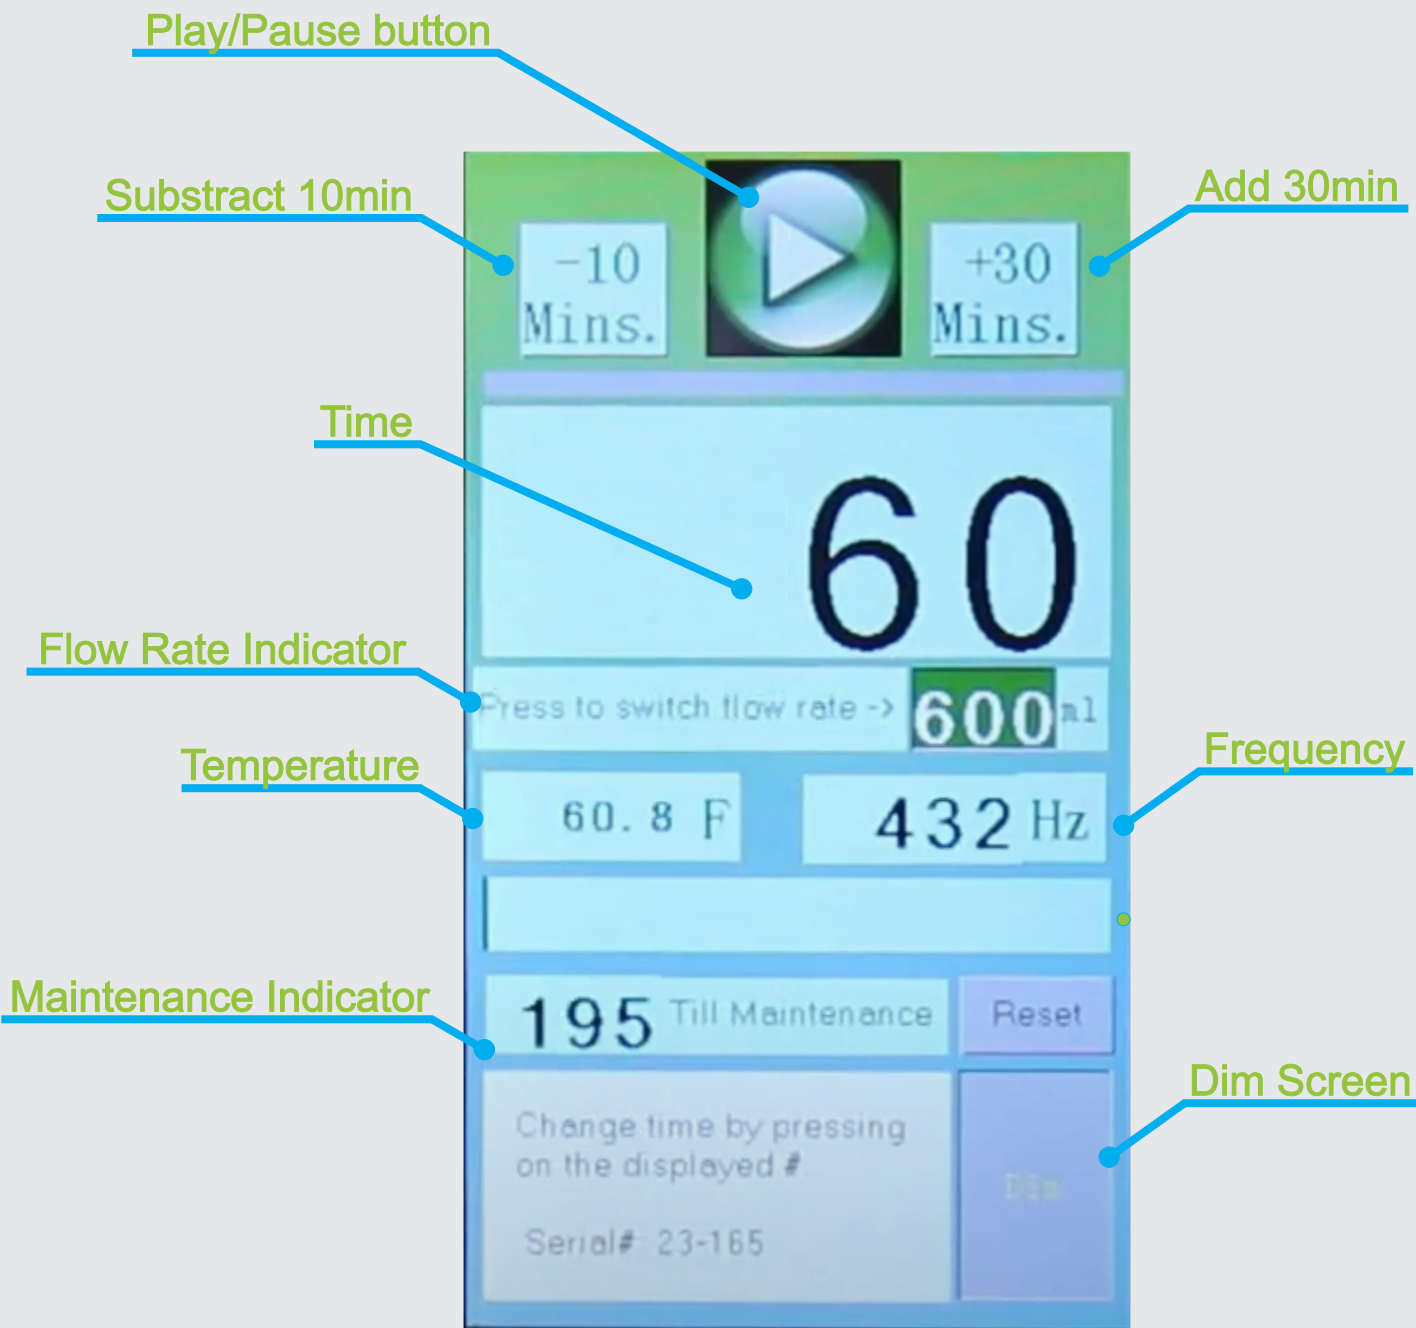 Play/Pause button
Substract 10min
Add 30min
-10
Mins.
+30
Mins.
Time
60
Flow Rate Indicator
Press to switch flow rate -> 600 ml
Temperature
Frequency
60.8 F
432 Hz
Maintenance Indicator
195 Till Maintenance
Reset
Dim Screen
Change time by pressing
on the displayed #
Dim
Serial# 23-165